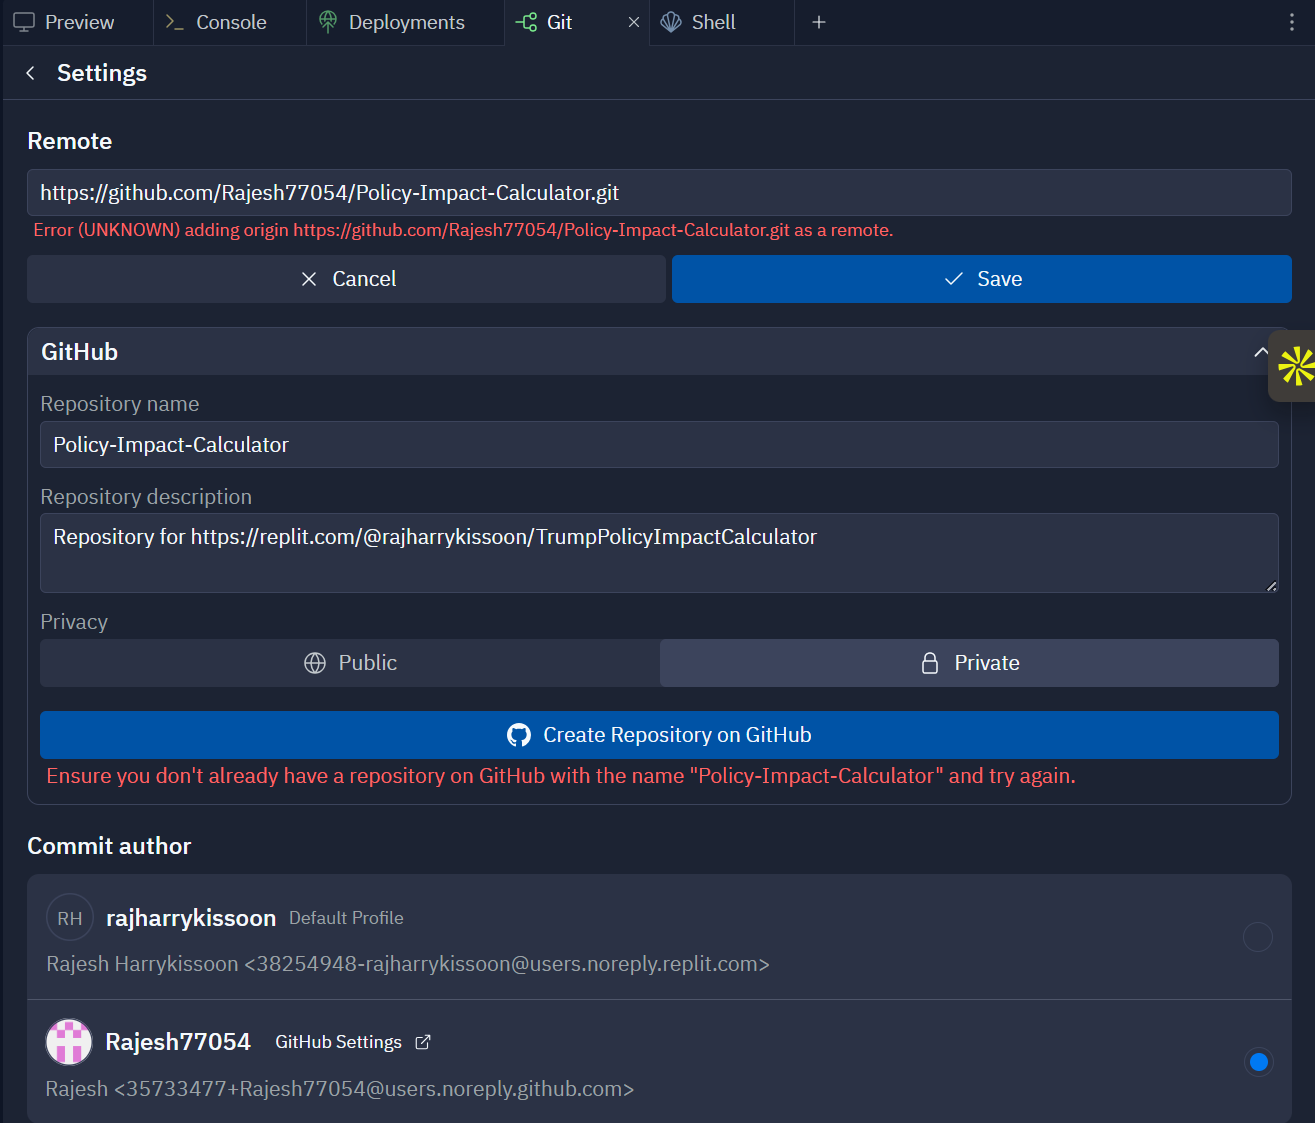 Preview
Console
Deployments
Git
Shell
Settings
Remote
https://github.com/Rajesh77054/Policy-Impact-Calculator.git
Error (UNKNOWN) adding origin https://github.com/Rajesh77054/Policy-Impact-Calculator.git as a remote.
Cancel
Save
GitHub
Repository name
Policy-Impact-Calculator
Repository description
Repository for https://replit.com/@rajharrykissoon/TrumpPolicyImpactCalculator
Privacy
Public
Private
Create Repository on GitHub
Ensure you don't already have a repository on GitHub with the name "Policy-Impact-Calculator" and try again.
Commit author
RH
rajharrykissoon Default Profile
Rajesh Harrykissoon <38254948-rajharrykissoon@users.noreply.replit.com>
Rajesh77054 GitHub Settings
Rajesh <35733477+Rajesh77054@users.noreply.github.com>